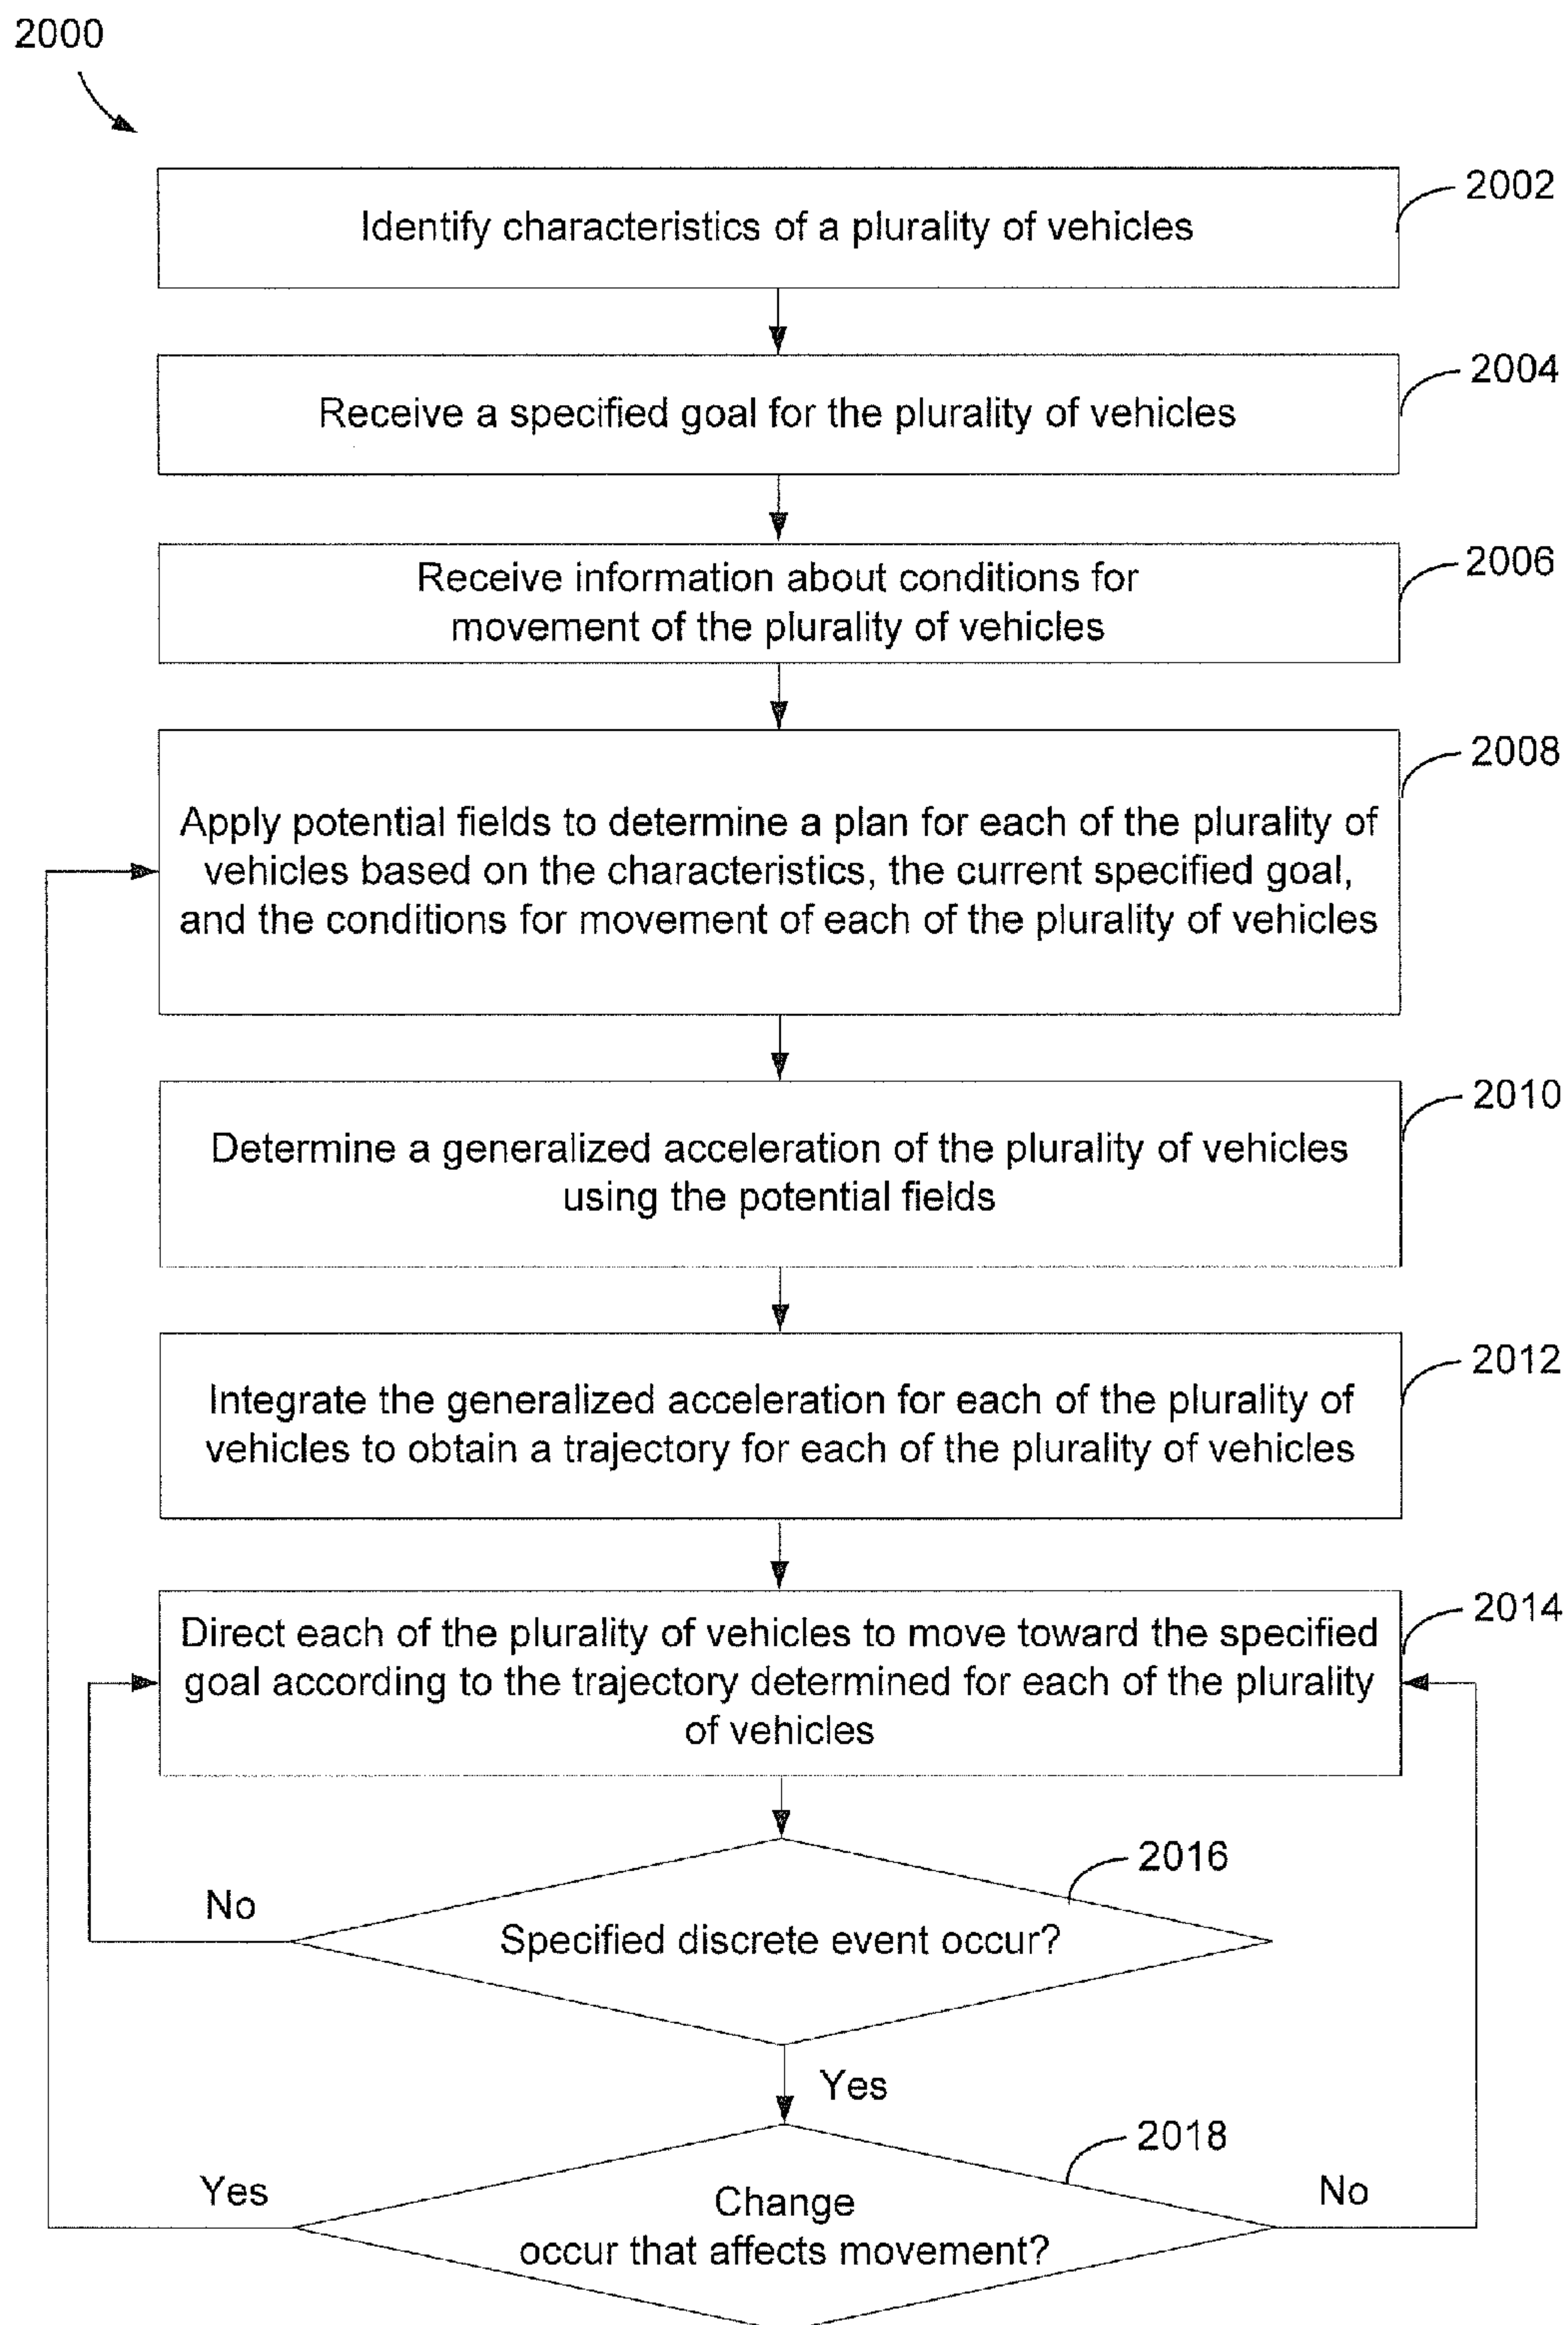 2000
2002
Identify characteristics of a plurality of vehicles
2004
Receive a specified goal for the plurality of vehicles
2006
Receive information about conditions for
movement of the plurality of vehicles
2008
Apply potential fields to determine a plan for each of the plurality of
vehicles based on the characteristics, the current specified goal,
and the conditions for movement of each of the plurality of vehicles
2010
Determine a generalized acceleration of the plurality of vehicles
using the potential fields
2012
Integrate the generalized acceleration for each of the plurality of
vehicles to obtain a trajectory for each of the plurality of vehicles
2014
Direct each of the plurality of vehicles to move toward the specified
goal according to the trajectory determined for each of the plurality
of vehicles
2016
No
Specified discrete event occur?
Yes
2018
Yes
No
Change
occur that affects movement?